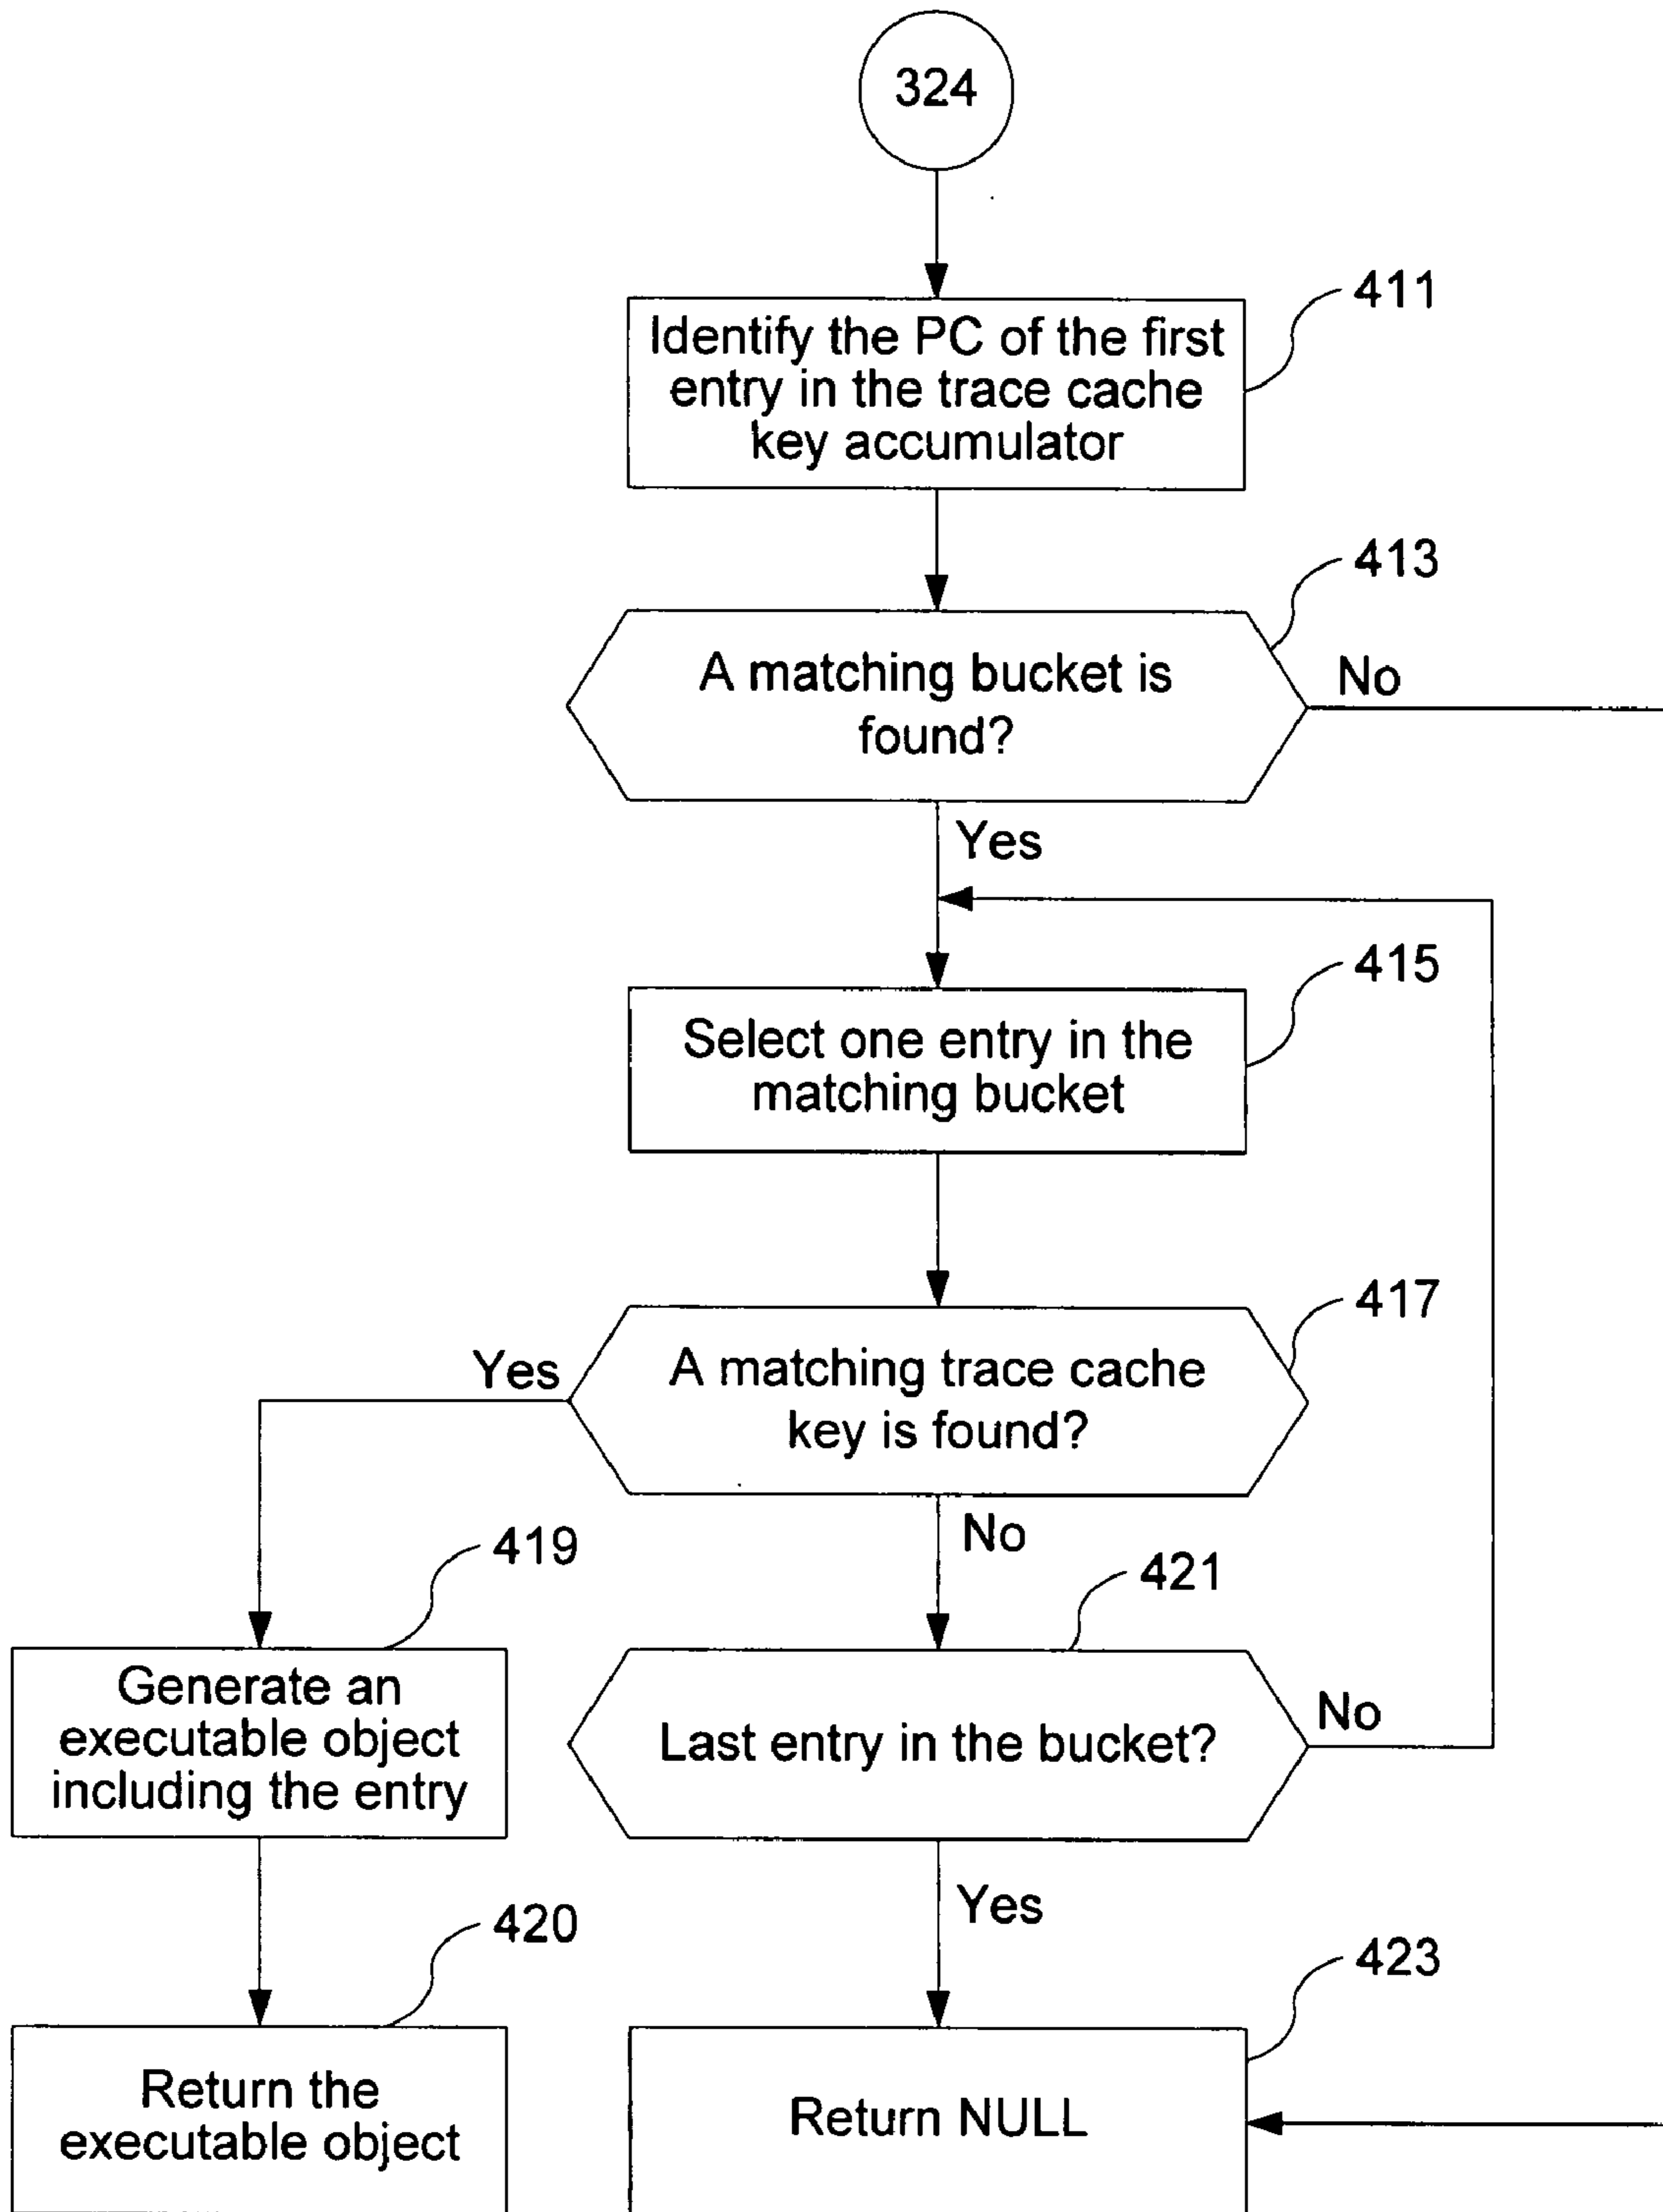 324
411
Identify the PC of the first
entry in the trace cache
key accumulator
413
A matching bucket is
found?
No
Yes
415
Select one entry in the
matching bucket
417
A matching trace cache
key is found?
Yes
No
419
421
Generate an
executable object
including the entry
Last entry in the bucket?
No
Yes
420
423
Return the
executable object
Return NULL